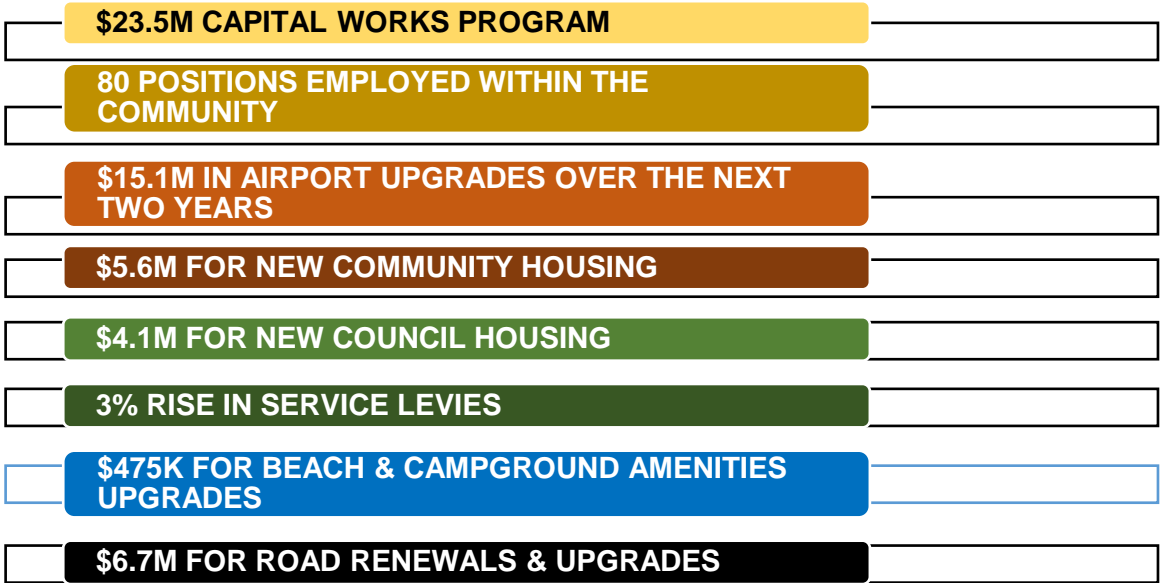 $23.5M CAPITAL WORKS PROGRAM
80 POSITIONS EMPLOYED WITHIN THE
COMMUNITY
$15.1M IN AIRPORT UPGRADES OVER THE NEXT
TWO YEARS
$5.6M FOR NEW COMMUNITY HOUSING
$4.1M FOR NEW COUNCIL HOUSING
3% RISE IN SERVICE LEVIES
$475K FOR BEACH & CAMPGROUND AMENITIES
UPGRADES
$6.7M FOR ROAD RENEWALS & UPGRADES